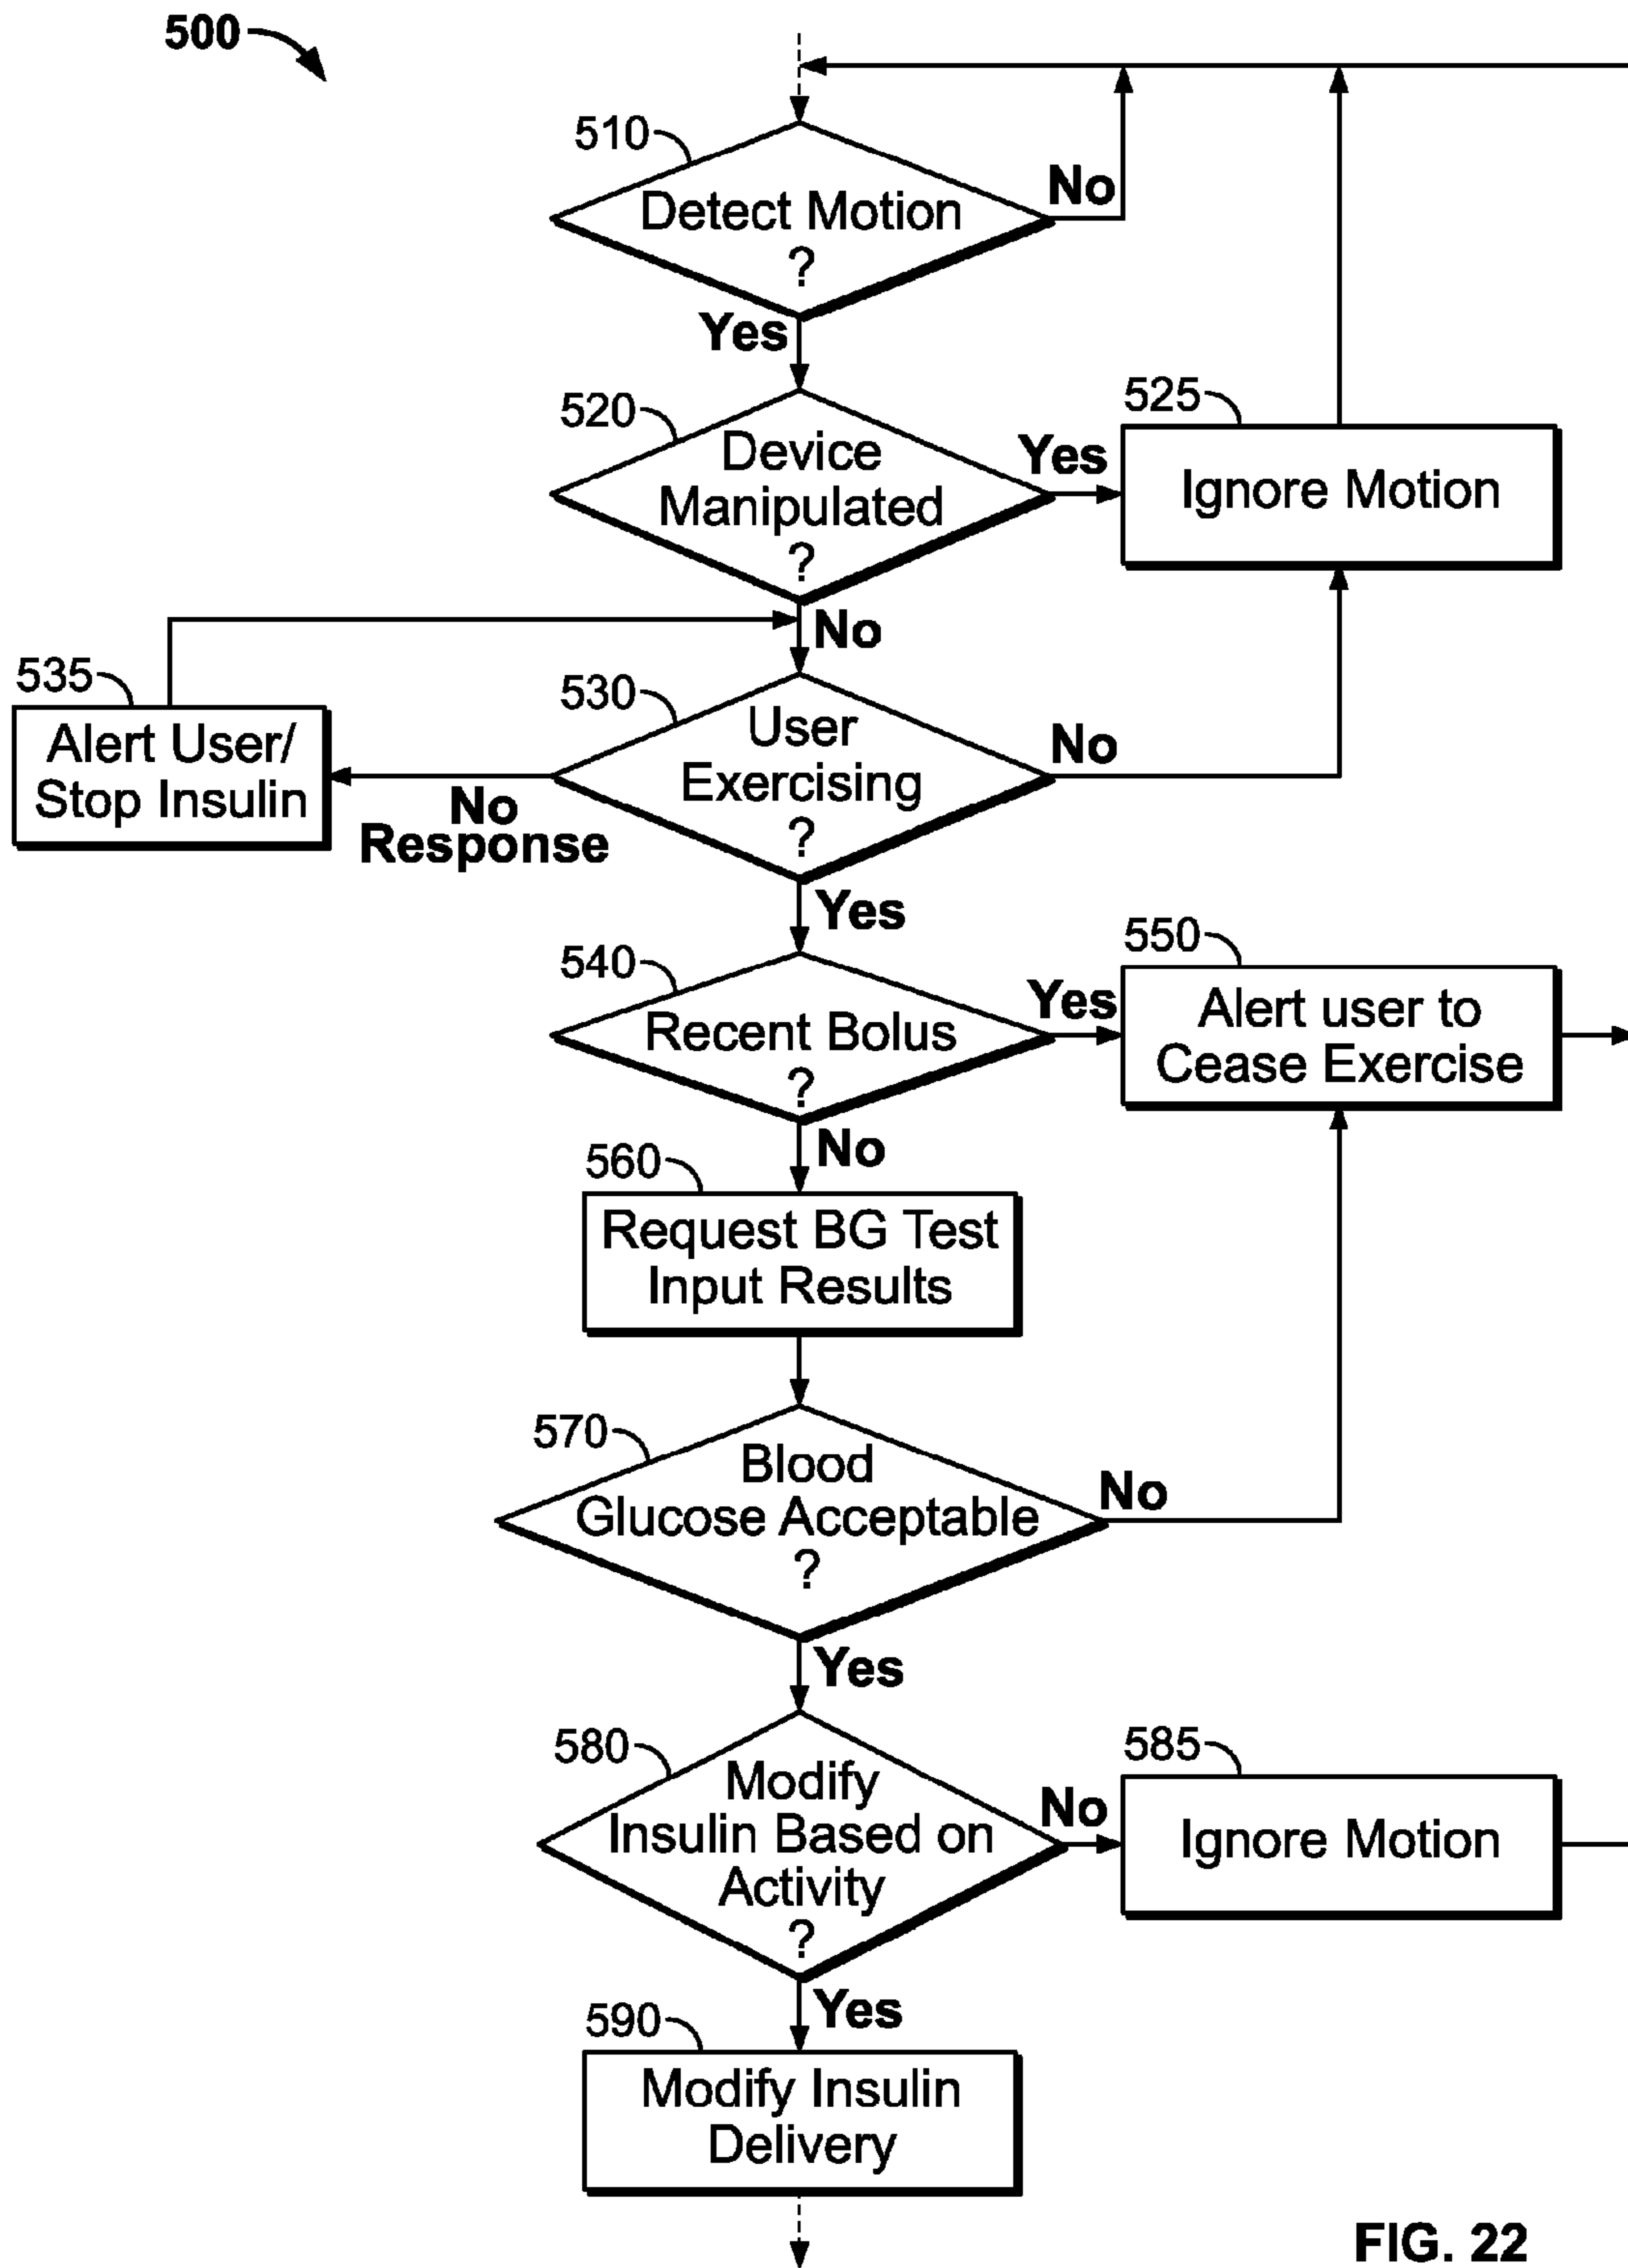 500
510
Detect Motion
?
No
Yes
520
Device
Manipulated
?
Yes
525
Ignore Motion
No
535
Alert User/
Stop Insulin
No
Response
530
User
Exercising
?
No
Yes
540
Recent Bolus
?
Yes
550
Alert user to
Cease Exercise
No
560
Request BG Test
Input Results
570
Blood
Glucose Acceptable
?
No
Yes
580
Modify
Insulin Based on
Activity
?
No
585
Ignore Motion
Yes
590
Modify Insulin
Delivery
FIG. 22